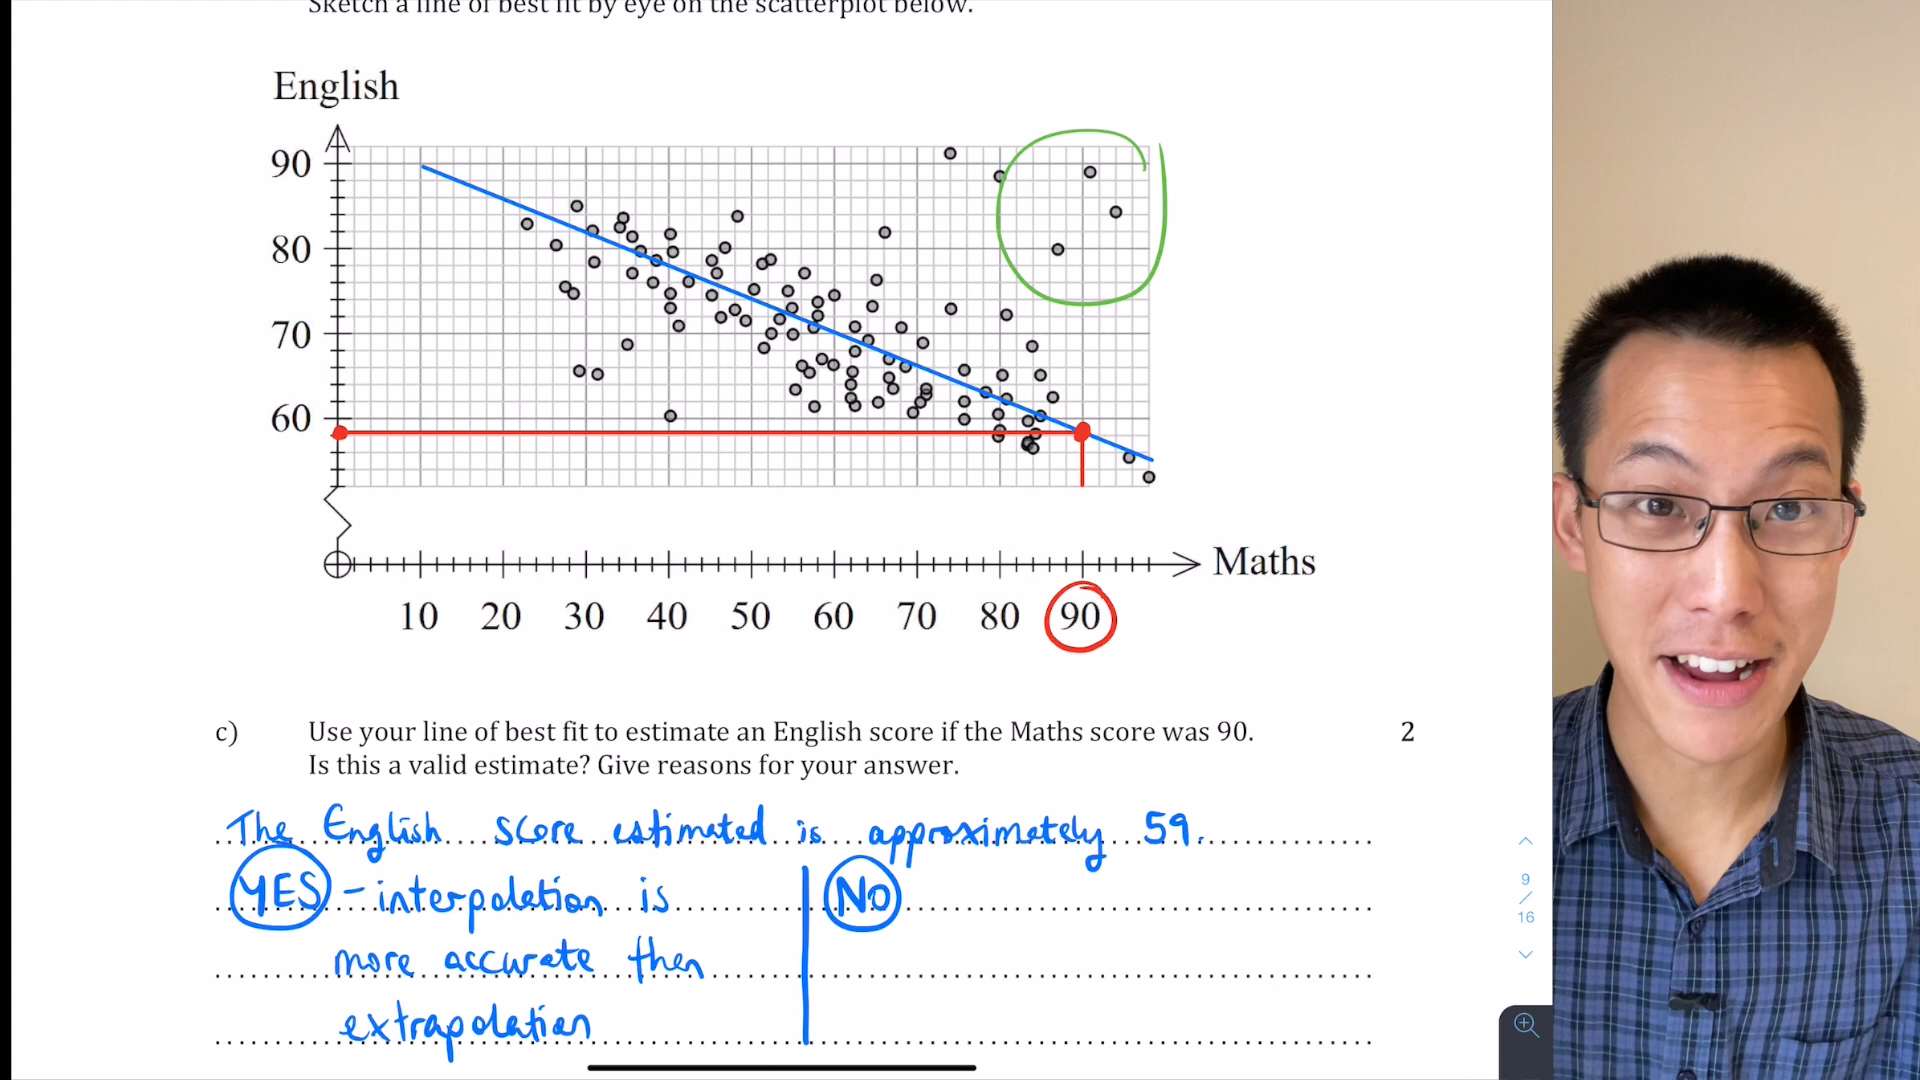 Sketch a line of best fit by eye on the scatterplot below.
English
90
80
70
60
Maths
10 20 30 40 50 60 70 80 90
c) Use your line of best fit to estimate an English score if the Maths score was 90. 2
Is this a valid estimate? Give reasons for your answer.
The English score estimated is approximately 59.
YES - interpolation is
more accurate then
extrapolation
NO
9
/
16